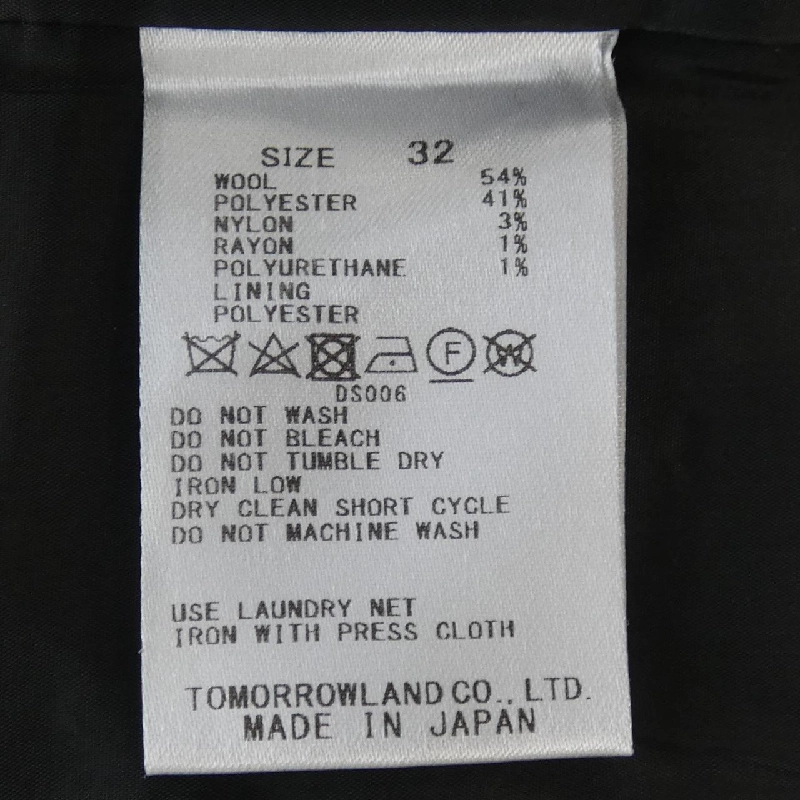 SIZE 32
WOOL 54%
POLYESTER 41%
NYLON 3%
RAYON 1%
POLYURETHANE 1%
LINING
POLYESTER
F W
DS006
DO NOT WASH
DO NOT BLEACH
DO NOT TUMBLE DRY
IRON LOW
DRY CLEAN SHORT CYCLE
DO NOT MACHINE WASH
USE LAUNDRY NET
IRON WITH PRESS CLOTH
TOMORROWLAND CO., LTD.
MADE IN JAPAN